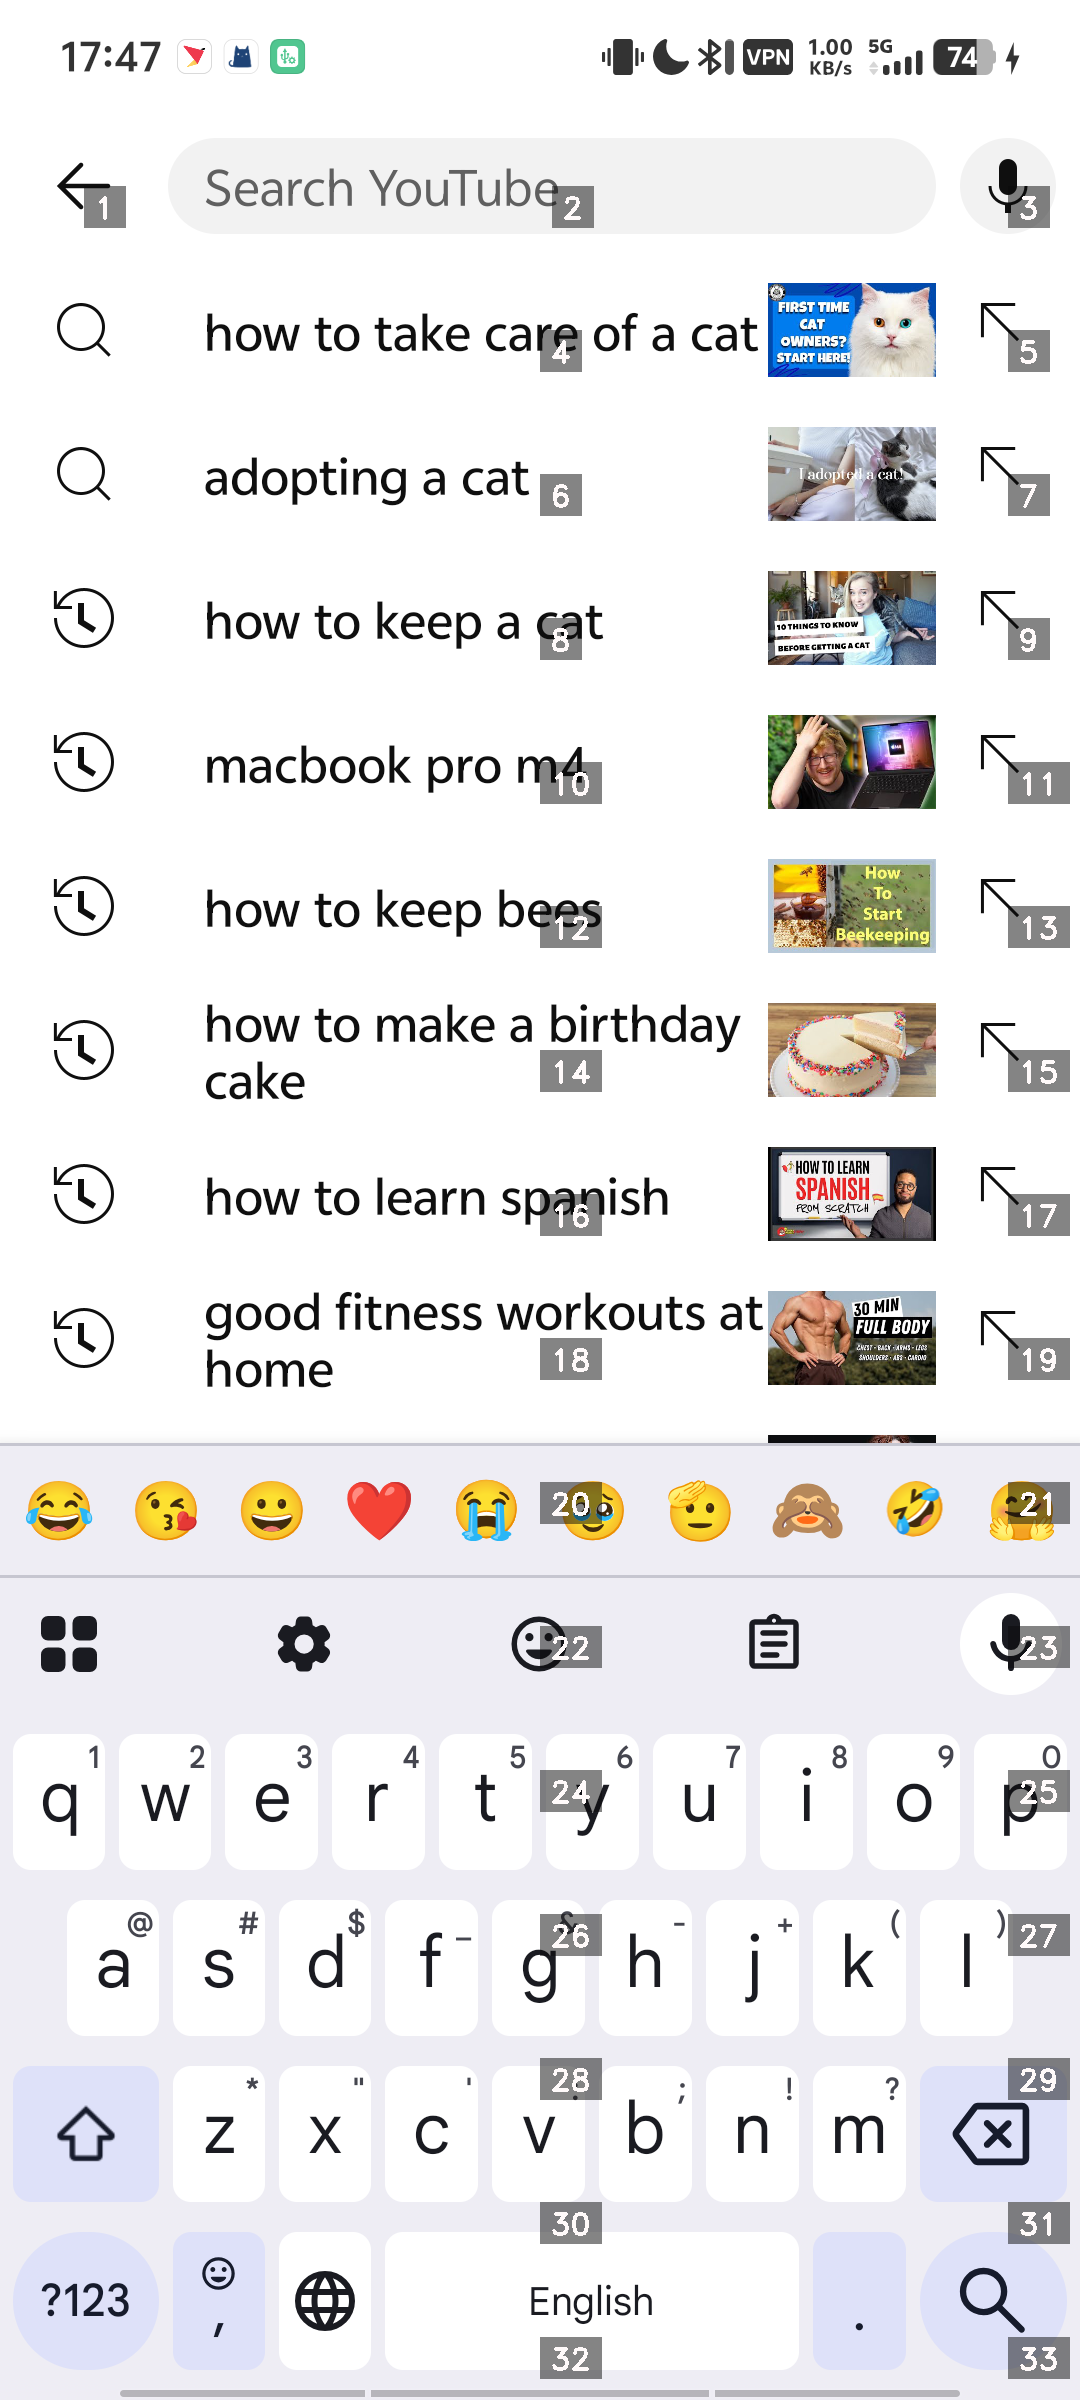 17:47
VPN
1.00
KB/s
5G
74
Search YouTube
1
2
3
how to take care of a cat
FIRST TIME
CAT
OWNERS?
START HERE!
4
5
adopting a cat
I adopted a cat!
6
7
how to keep a cat
10 THINGS TO KNOW
BEFORE GETTING A CAT
8
9
macbook pro m4
10
11
how to keep bees
How
To
Start
Beekeeping
12
13
how to make a birthday
cake
14
15
how to learn spanish
HOW TO LEARN
SPANISH
FROM SCRATCH
16
17
good fitness workouts at
home
30 MIN
FULL BODY
CHEST - BACK - ARMS - LEGS
SHOULDERS - ABS - CARDIO
18
19
20
21
22
23
1 2 3 4 5 6 7 8 9 0
q w e r t y u i o p
24
25
@ # $ _ & - + ( )
a s d f g h j k l
26
27
* " ' : ; ! ?
z x c v b n m
28
29
30
31
?123
,
English
.
32
33